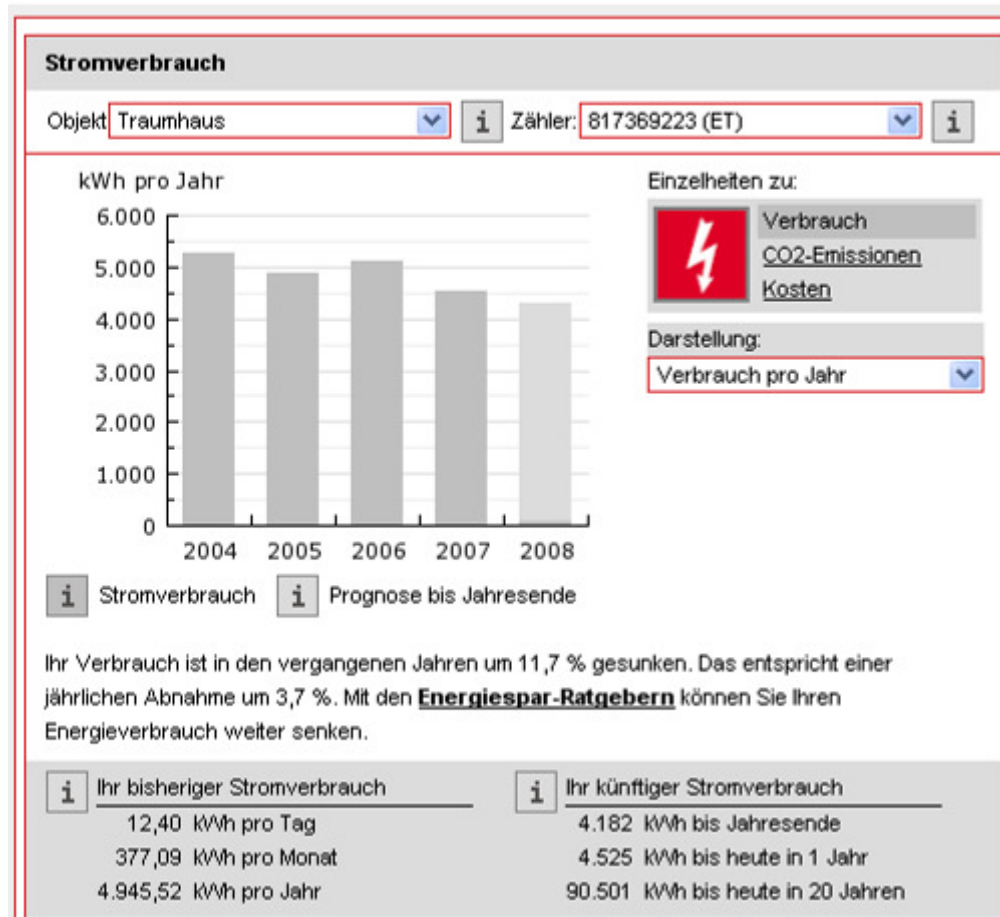 Stromverbrauch
Objekt Traumhaus i Zähler: 817369223 (ET) i
kWh pro Jahr
6.000
5.000
4.000
3.000
2.000
1.000
0
2004 2005 2006 2007 2008
i Stromverbrauch i Prognose bis Jahresende
Einzelheiten zu:
Verbrauch
CO2-Emissionen
Kosten
Darstellung:
Verbrauch pro Jahr
Ihr Verbrauch ist in den vergangenen Jahren um 11,7 % gesunken. Das entspricht einer
jährlichen Abnahme um 3,7 %. Mit den Energiespar-Ratgebern können Sie Ihren
Energieverbrauch weiter senken.
i Ihr bisheriger Stromverbrauch
12,40 kWh pro Tag
377,09 kWh pro Monat
4.945,52 kWh pro Jahr
i Ihr künftiger Stromverbrauch
4.182 kWh bis Jahresende
4.525 kWh bis heute in 1 Jahr
90.501 kWh bis heute in 20 Jahren